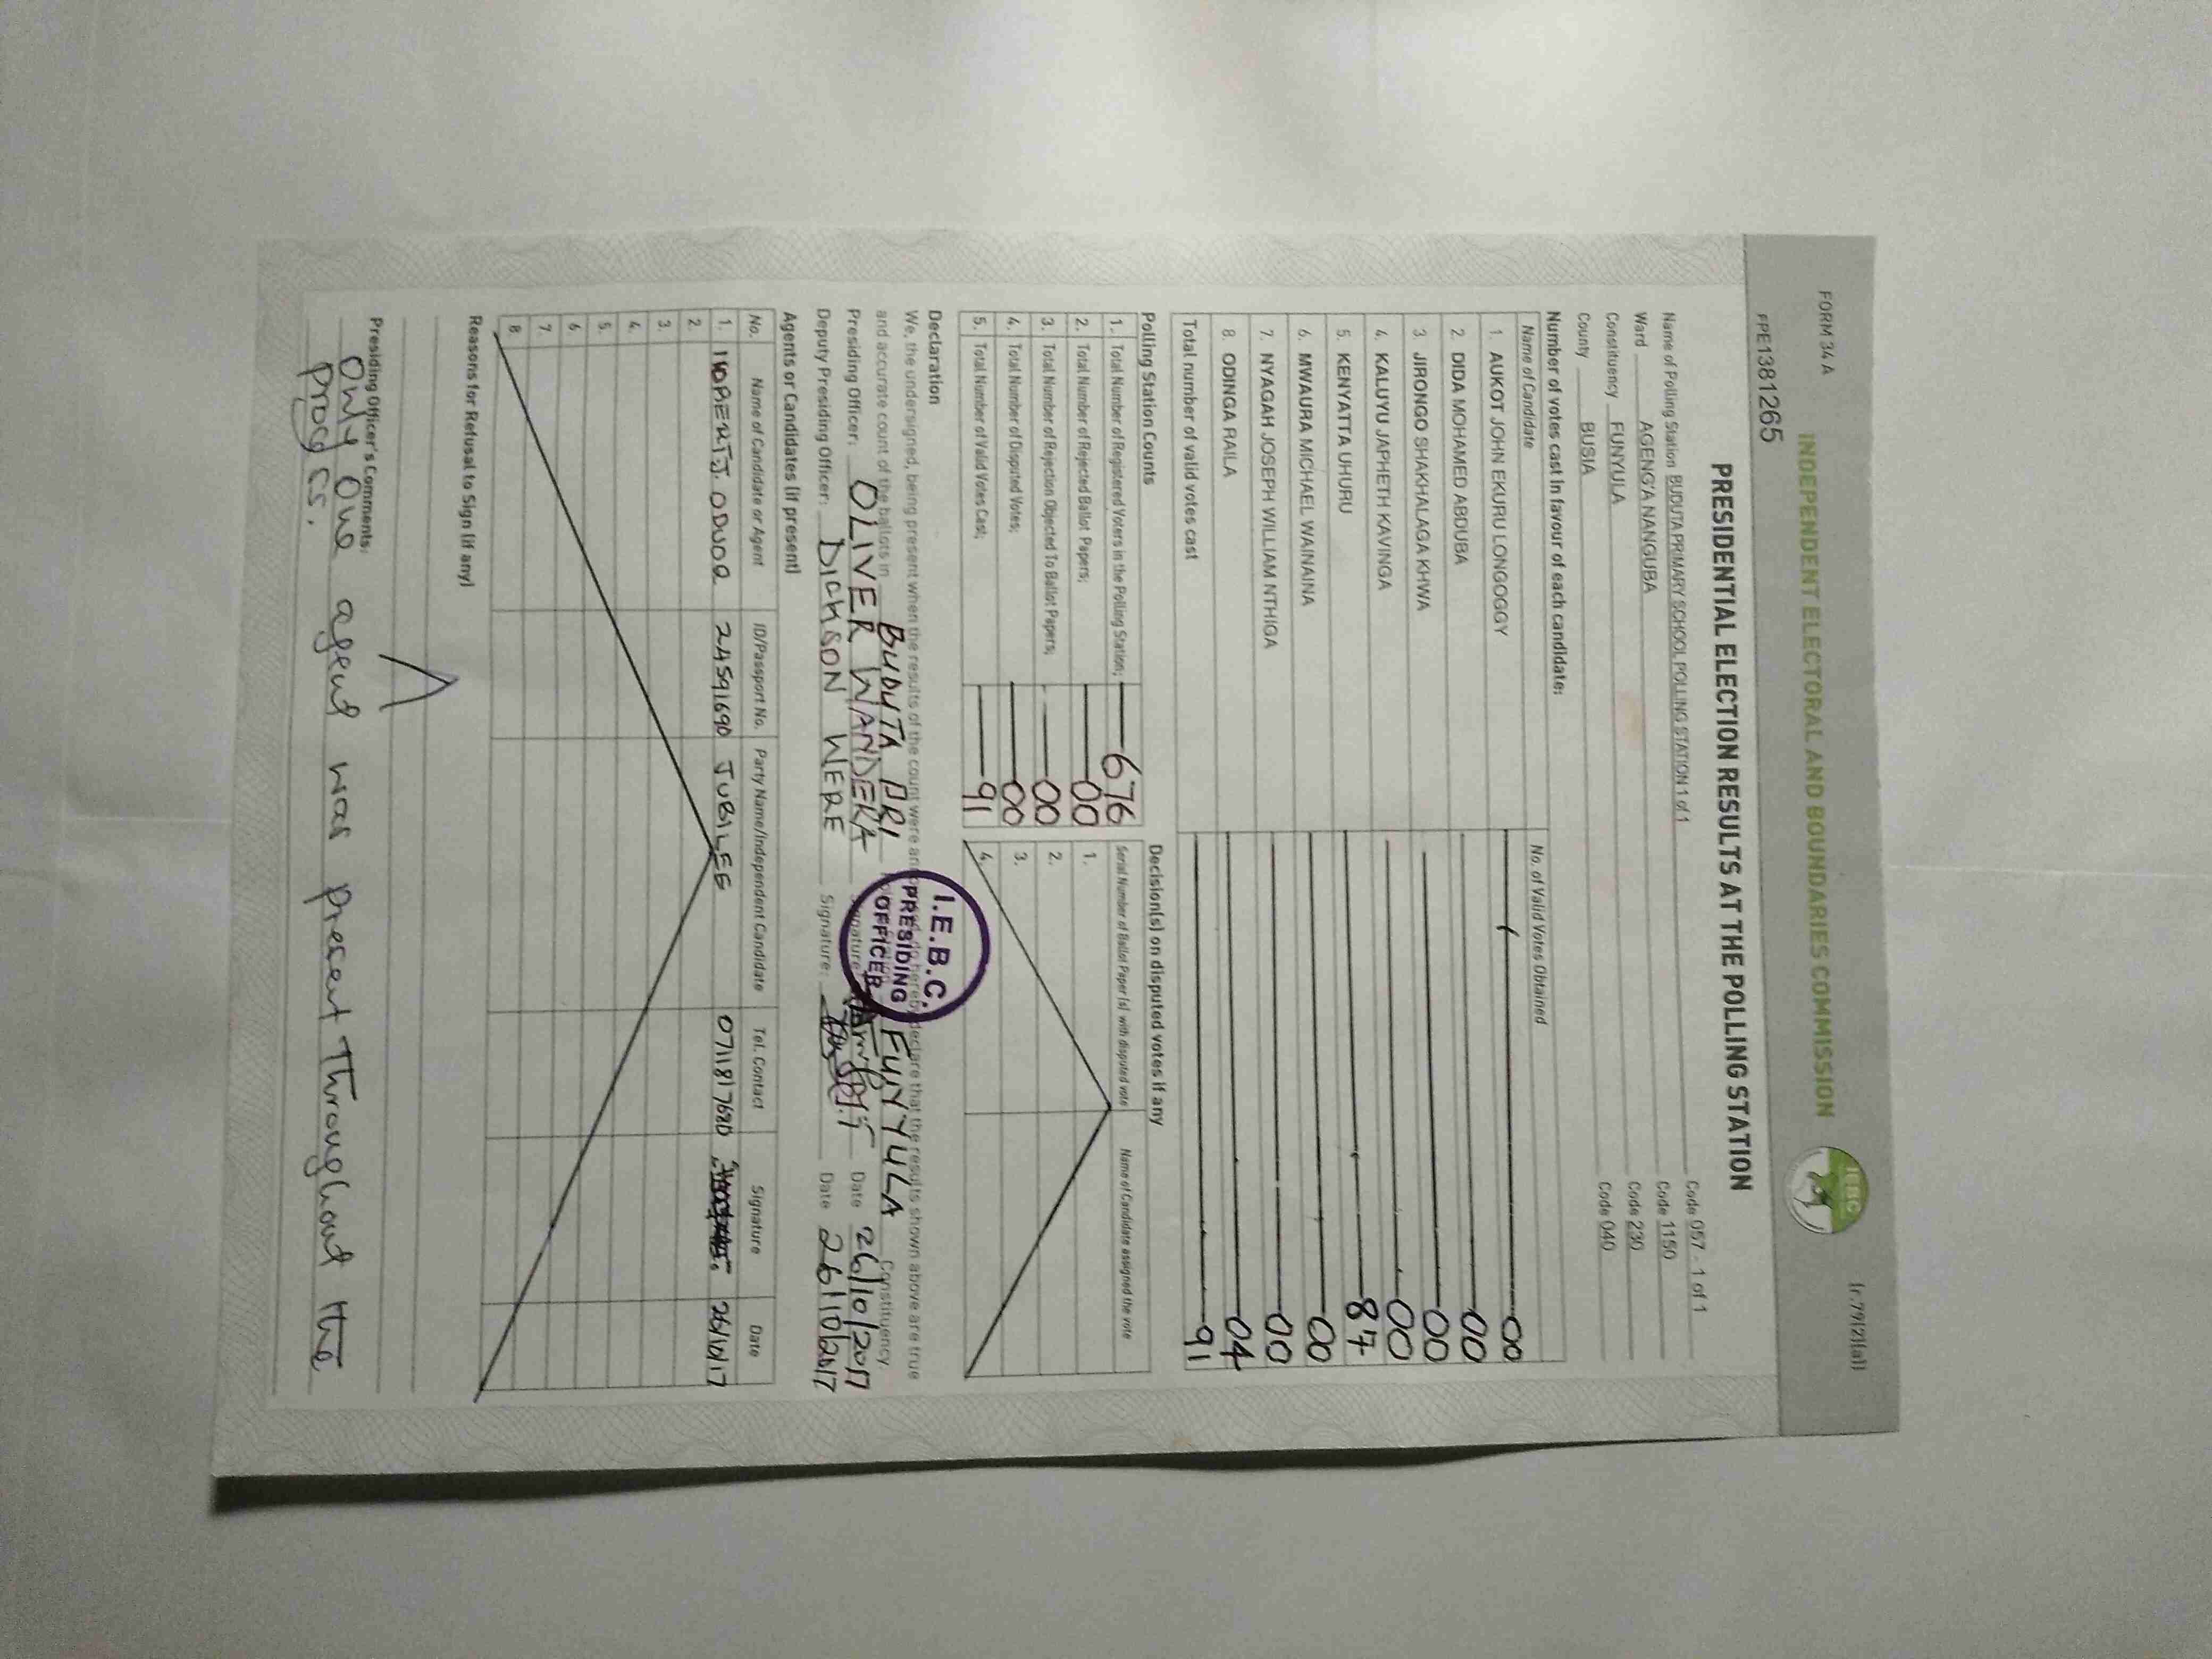 FORM 34A
(r.79(2)(a))
INDEPENDENT ELECTORAL AND BOUNDARIES COMMISSION
IEBC
FPE1381265
PRESIDENTIAL ELECTION RESULTS AT THE POLLING STATION
Name of Polling Station BUDUTA PRIMARY SCHOOL POLLING STATION 1 of 1 Code 057 - 1 of 1
Ward AGENG'A NANGUBA Code 1150
Constituency FUNYULA Code 230
County BUSIA Code 040
Number of votes cast in favour of each candidate:
Name of Candidate No. of Valid Votes Obtained
1. AUKOT JOHN EKURU LONGOGGY 00
2. DIDA MOHAMED ABDUBA 00
3 JIRONGO SHAKHALAGA KHWA 00
4. KALUYU JAPHETH KAVINGA 00
5. KENYATTA UHURU 87
6. MWAURA MICHAEL WAINAINA 00
7. NYAGAH JOSEPH WILLIAM NTHIGA 00
8. ODINGA RAILA 04
Total number of valid votes cast 91
Polling Station Counts
1. Total Number of Registered Voters in the Polling Station; 676
2. Total Number of Rejected Ballot Papers; 00
3. Total Number of Rejection Objected To Ballot Papers; 00
4. Total Number of Disputed Votes; 00
5. Total Number of Valid Votes Cast; 91
Decision(s) on disputed votes if any
Serial Number of Ballot Paper (s) with disputed vote Name of Candidate assigned the vote
1.
2.
3.
4.
Declaration
We, the undersigned, being present when the results of the count were declare that the results shown above are true
and accurate count of the ballots in BUDUTA PRI FUNYULA Constituency.
Presiding Officer: OLIVER WANDERA Signature: Date 26/10/2017
Deputy Presiding Officer: DICKSON WERE Signature: Date 26/10/2017
I.E.B.C.
PRESIDING
OFFICER
Agents or Candidates (if present)
No. Name of Candidate or Agent ID/Passport No. Party Name/Independent Candidate Tel. Contact Signature Date
1. ODUOR 24591690 JUBILEE 0711817680 26/10/17
2.
3.
4.
5.
6
7.
8.
Reasons for Refusal to Sign (if any)
Presiding Officer's Comments:
Only one agent was present throughout the